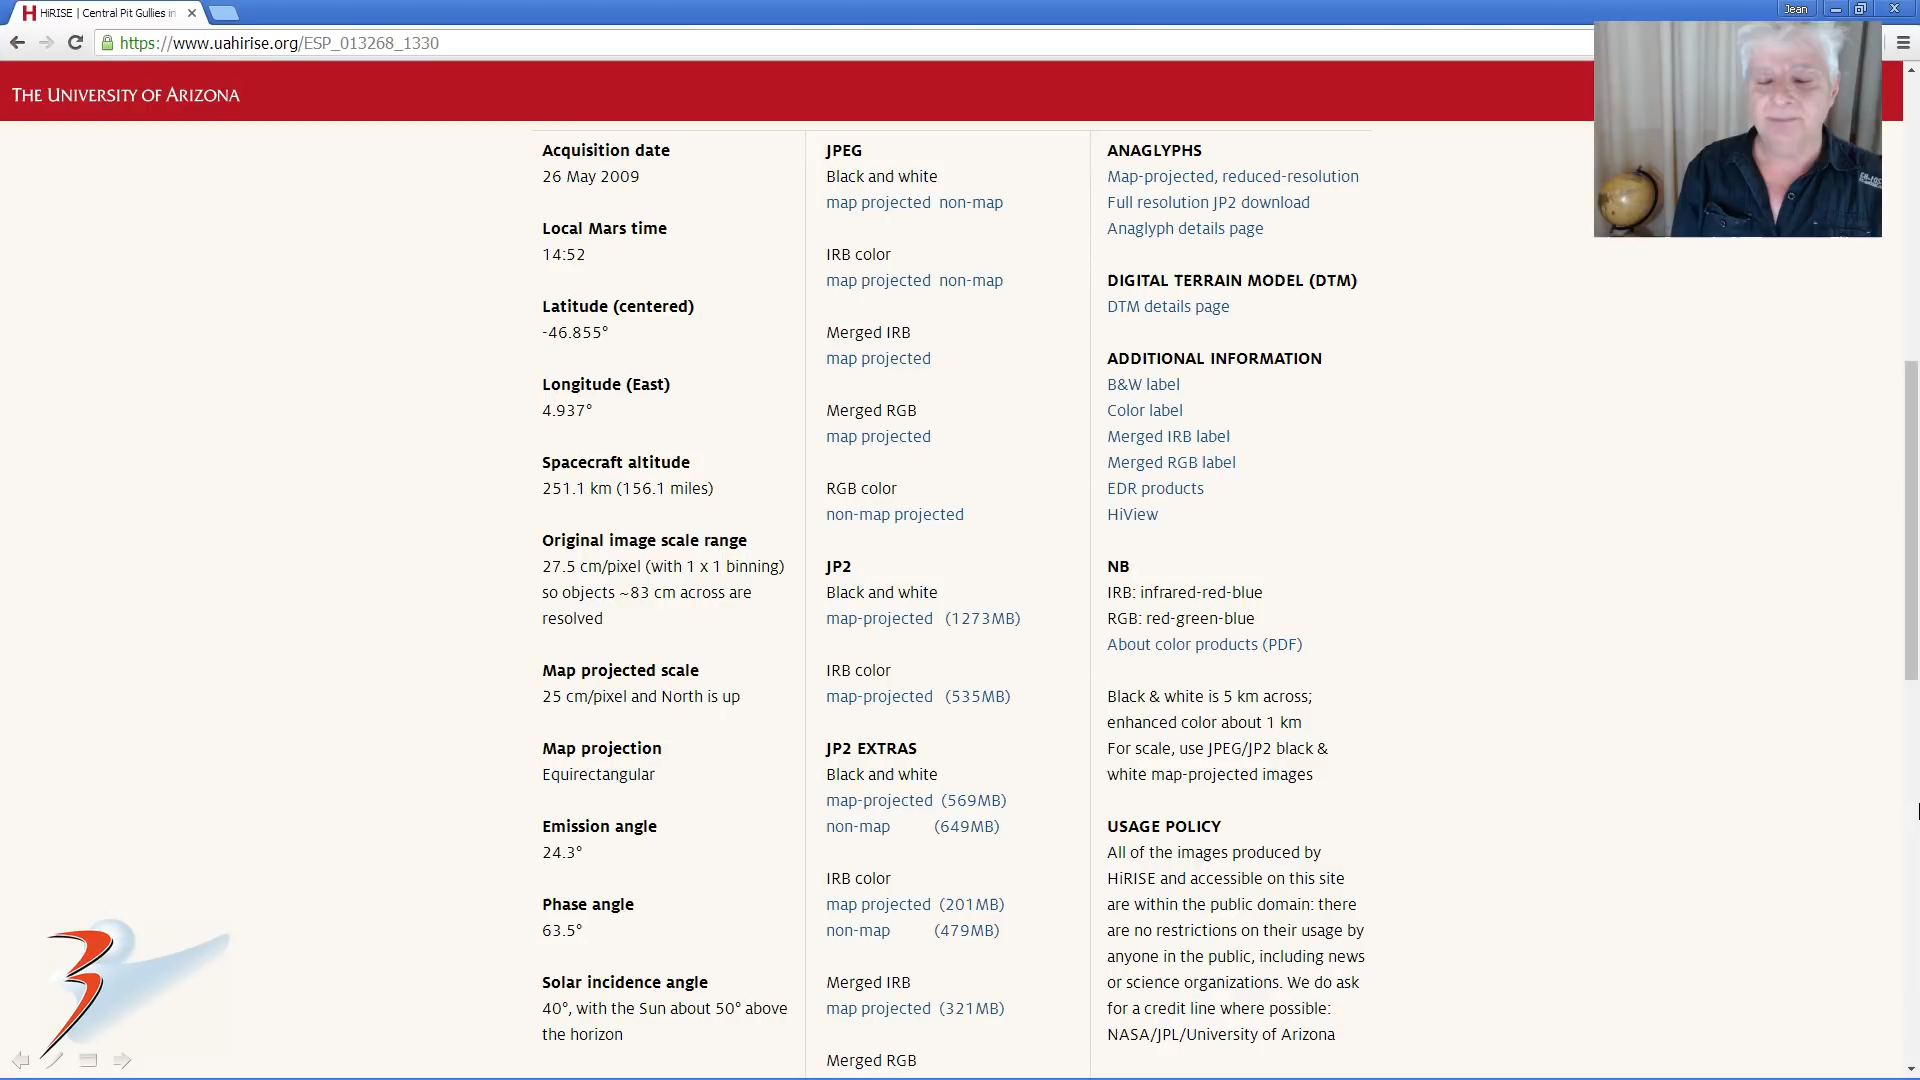 HiRISE | Central Pit Gullies in
Jean
https://www.uahirise.org/ESP_013268_1330
THE UNIVERSITY OF ARIZONA
Acquisition date
26 May 2009
Local Mars time
14:52
Latitude (centered)
-46.855°
Longitude (East)
4.937°
Spacecraft altitude
251.1 km (156.1 miles)
Original image scale range
27.5 cm/pixel (with 1 x 1 binning)
so objects ~83 cm across are
resolved
Map projected scale
25 cm/pixel and North is up
Map projection
Equirectangular
Emission angle
24.3°
Phase angle
63.5°
Solar incidence angle
40°, with the Sun about 50° above
the horizon
JPEG
Black and white
map projected non-map
IRB color
map projected non-map
Merged IRB
map projected
Merged RGB
map projected
RGB color
non-map projected
JP2
Black and white
map-projected (1273MB)
IRB color
map-projected (535MB)
JP2 EXTRAS
Black and white
map-projected (569MB)
non-map (649MB)
IRB color
map projected (201MB)
non-map (479MB)
Merged IRB
map projected (321MB)
Merged RGB
ANAGLYPHS
Map-projected, reduced-resolution
Full resolution JP2 download
Anaglyph details page
DIGITAL TERRAIN MODEL (DTM)
DTM details page
ADDITIONAL INFORMATION
B&W label
Color label
Merged IRB label
Merged RGB label
EDR products
HiView
NB
IRB: infrared-red-blue
RGB: red-green-blue
About color products (PDF)
Black & white is 5 km across;
enhanced color about 1 km
For scale, use JPEG/JP2 black &
white map-projected images
USAGE POLICY
All of the images produced by
HiRISE and accessible on this site
are within the public domain: there
are no restrictions on their usage by
anyone in the public, including news
or science organizations. We do ask
for a credit line where possible:
NASA/JPL/University of Arizona